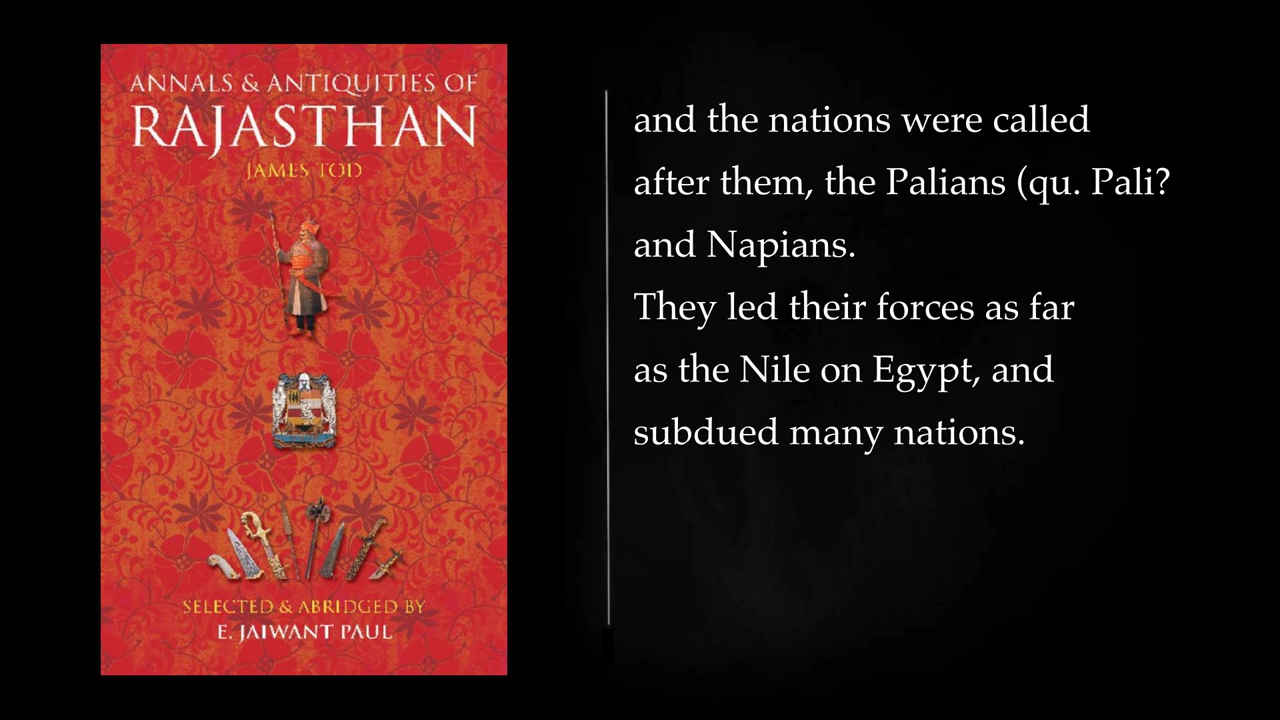 ANNALS & ANTIQUITIES OF
RAJASTHAN
JAMES TOD
SELECTED & ABRIDGED BY
E. JAIWANT PAUL
and the nations were called
after them, the Palians (qu. Pali?
and Napians.
They led their forces as far
as the Nile on Egypt, and
subdued many nations.